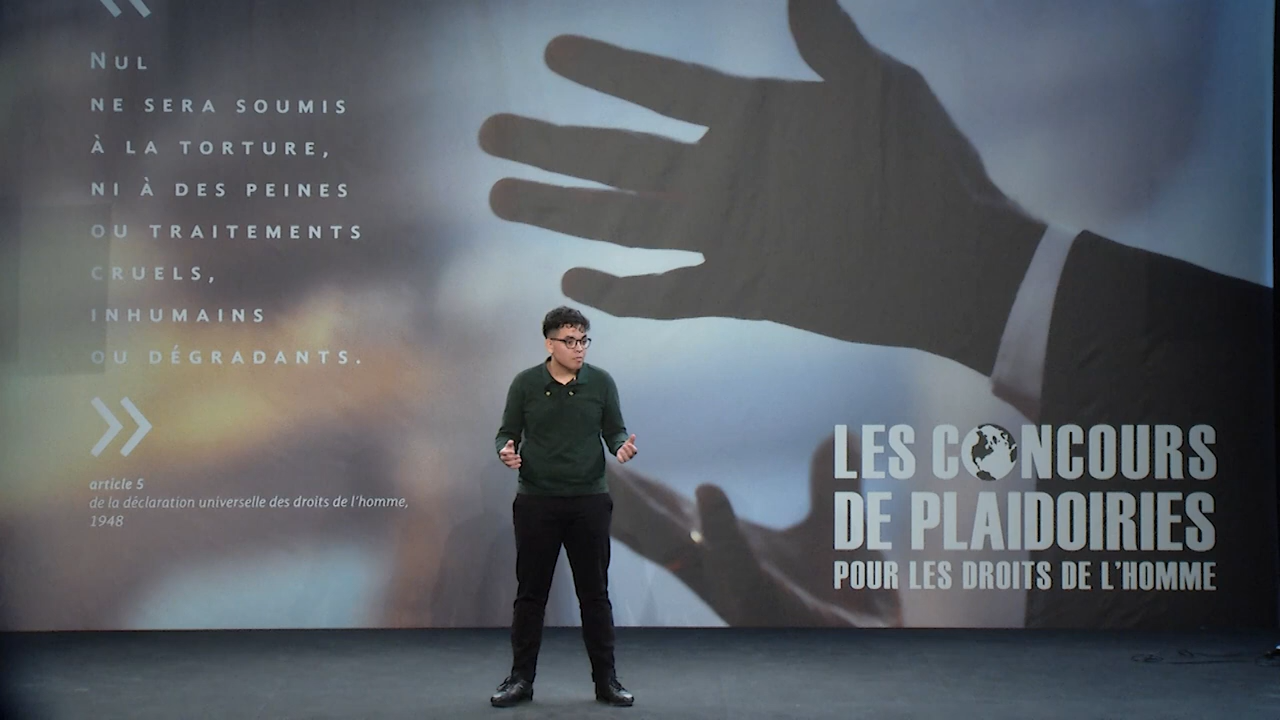 NUL
NE SERA SOUMIS
À LA TORTURE,
NI À DES PEINES
OU TRAITEMENTS
CRUELS,
INHUMAINS
OU DÉGRADANTS.
»
article 5
de la déclaration universelle des droits de l'homme,
1948
LES CONCOURS
DE PLAIDOIRIES
POUR LES DROITS DE L'HOMME